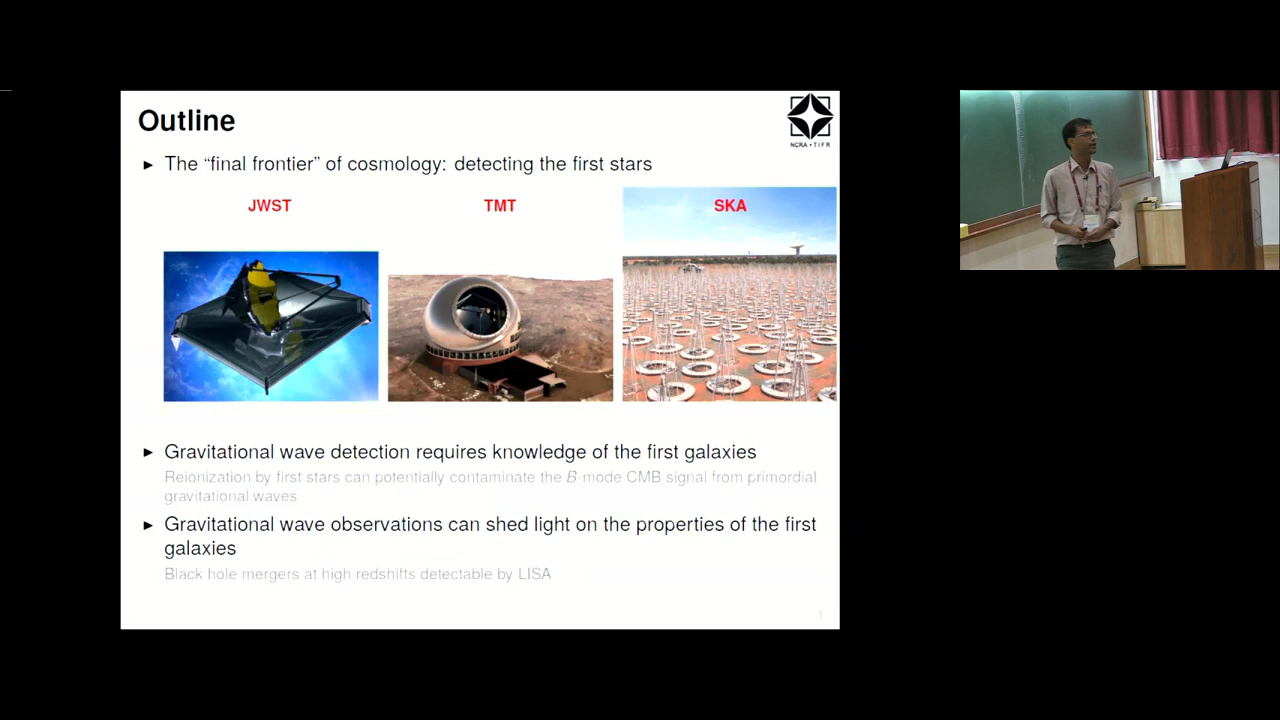 Outline
NCRA • TIFR
► The “final frontier” of cosmology: detecting the first stars
JWST
TMT
SKA
► Gravitational wave detection requires knowledge of the first galaxies
Reionization by first stars can potentially contaminate the B-mode CMB signal from primordial
gravitational waves
► Gravitational wave observations can shed light on the properties of the first
galaxies
Black hole mergers at high redshifts detectable by LISA
1